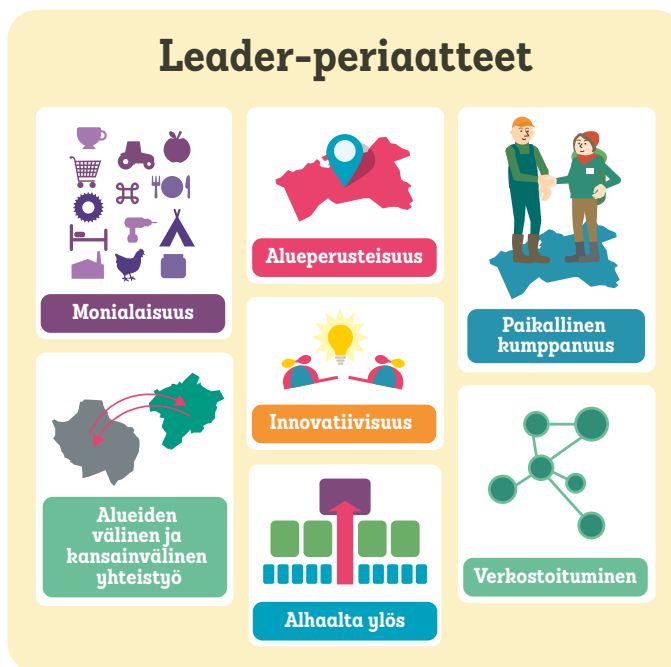 Leader-periaatteet
Monialaisuus
Alueperusteisuus
Paikallinen
kumppanuus
Alueiden
välinen ja
kansainvälinen
yhteistyö
Innovatiivisuus
Alhaalta ylös
Verkostoituminen